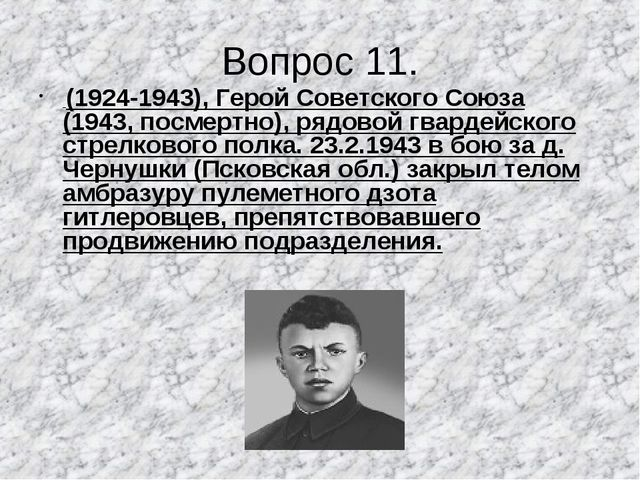 Вопрос 11.
• (1924-1943), Герой Советского Союза
(1943, посмертно), рядовой гвардейского
стрелкового полка. 23.2.1943 в бою за д.
Чернушки (Псковская обл.) закрыл телом
амбразуру пулеметного дзота
гитлеровцев, препятствовавшего
продвижению подразделения.